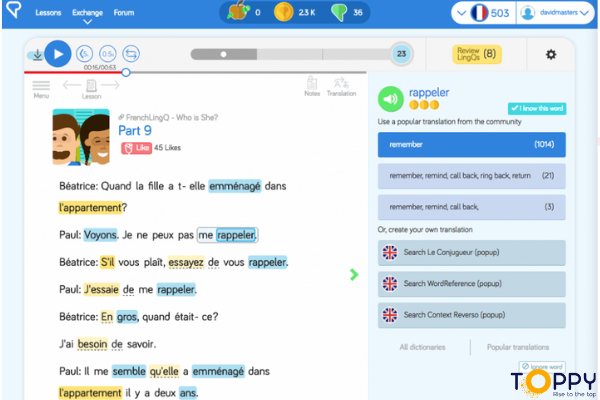 Lessons Exchange Forum 0 2.3 K 36 503 davidmasters
0.5x 23 Review LingQs (8)
00:16/00:53
Menu Lesson Notes Translation
rappeler
I know this word
Use a popular translation from the community
remember (1014)
remember, remind, call back, ring back, return (21)
remember, remind, call back, (3)
Or, create your own translation
Search Le Conjugueur (popup)
Search WordReference (popup)
Search Context Reverso (popup)
All dictionaries Popular translations
Ignore word
FrenchLingQ - Who is She?
Part 9
Like 45 Likes
Béatrice: Quand la fille a t- elle emménagé dans
l'appartement?
Paul: Voyons. Je ne peux pas me rappeler.
Béatrice: S'il vous plaît, essayez de vous rappeler.
Paul: J'essaie de me rappeler.
Béatrice: En gros, quand était- ce?
J'ai besoin de savoir.
Paul: Il me semble qu'elle a emménagé dans
l'appartement il y a deux ans.
TOPPY
Rise to the top